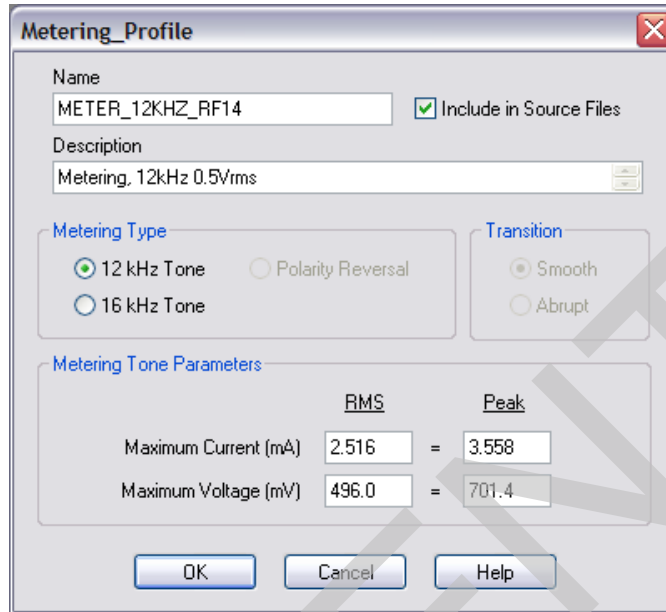 Metering_Profile
Name
METER_12KHZ_RF14
Include in Source Files
Description
Metering, 12kHz 0.5Vrms
Metering Type
12 kHz Tone
Polarity Reversal
16 kHz Tone
Transition
Smooth
Abrupt
Metering Tone Parameters
RMS Peak
Maximum Current (mA) 2.516 = 3.558
Maximum Voltage (mV) 496.0 = 701.4
OK Cancel Help